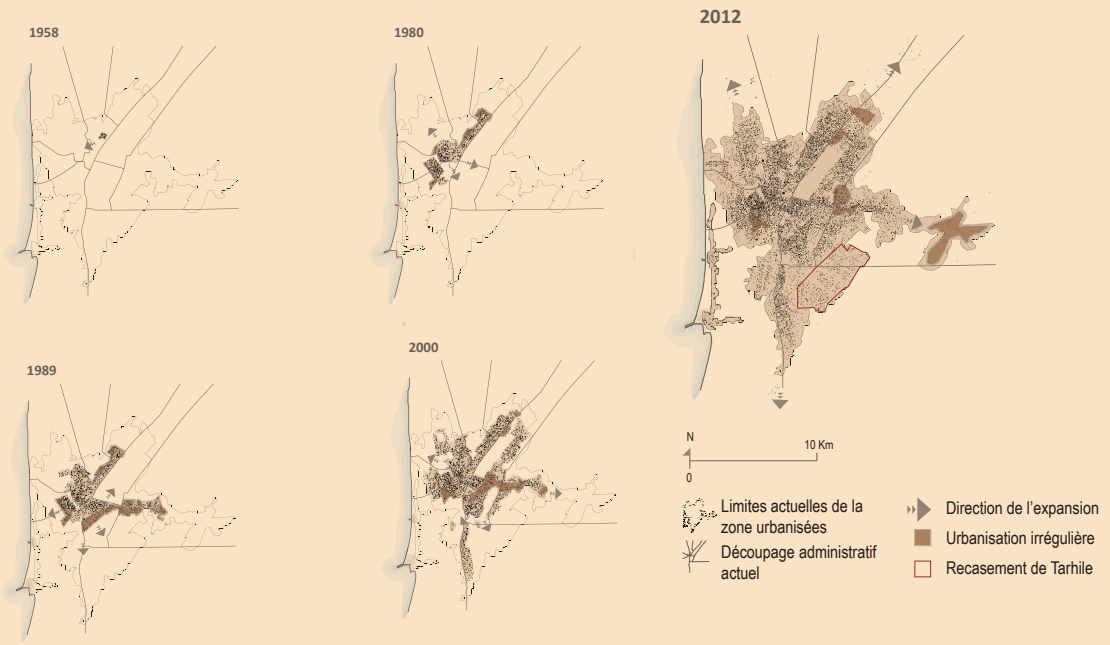 1958
1980
2012
1989
2000
N
10 Km
0
Limites actuelles de la
zone urbanisées
Découpage administratif
actuel
Direction de l'expansion
Urbanisation irrégulière
Recasement de Tarhile